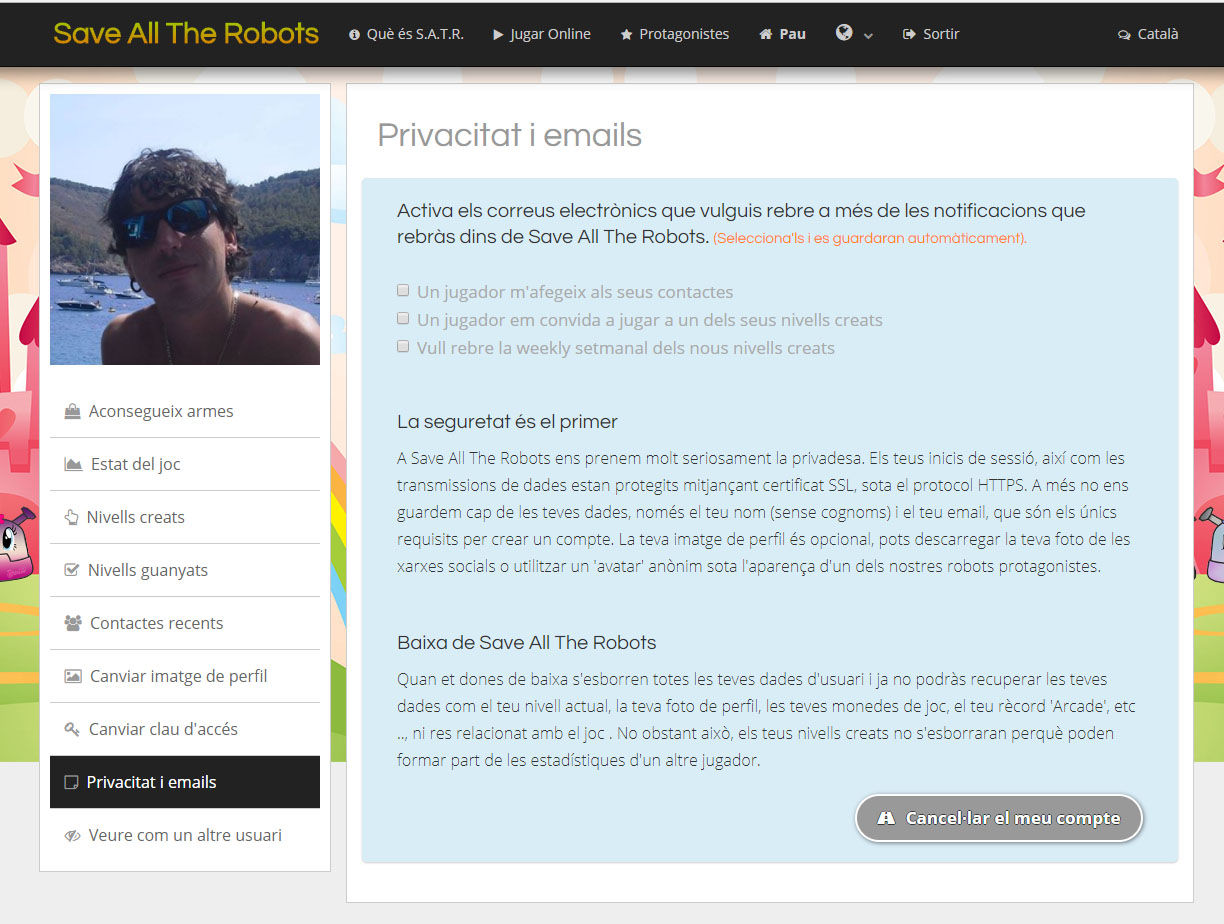 Save All The Robots
Què és S.A.T.R.
Jugar Online
Protagonistes
Pau
Sortir
Català
Aconsegueix armes
Estat del joc
Nivells creats
Nivells guanyats
Contactes recents
Canviar imatge de perfil
Canviar clau d'accés
Privacitat i emails
Veure com un altre usuari
Privacitat i emails
Activa els correus electrònics que vulguis rebre a més de les notificacions que
rebràs dins de Save All The Robots. (Selecciona'ls i es guardaran automàticament).
Un jugador m'afegeix als seus contactes
Un jugador em convida a jugar a un dels seus nivells creats
Vull rebre la weekly setmanal dels nous nivells creats
La seguretat és el primer
A Save All The Robots ens prenem molt seriosament la privadesa. Els teus inicis de sessió, així com les
transmissions de dades estan protegits mitjançant certificat SSL, sota el protocol HTTPS. A més no ens
guardem cap de les teves dades, només el teu nom (sense cognoms) i el teu email, que són els únics
requisits per crear un compte. La teva imatge de perfil és opcional, pots descarregar la teva foto de les
xarxes socials o utilitzar un 'avatar' anònim sota l'aparença d'un dels nostres robots protagonistes.
Baixa de Save All The Robots
Quan et dones de baixa s'esborren totes les teves dades d'usuari i ja no podràs recuperar les teves
dades com el teu nivell actual, la teva foto de perfil, les teves monedes de joc, el teu rècord 'Arcade', etc
.., ni res relacionat amb el joc . No obstant això, els teus nivells creats no s'esborraran perquè poden
formar part de les estadístiques d'un altre jugador.
Cancel·lar el meu compte